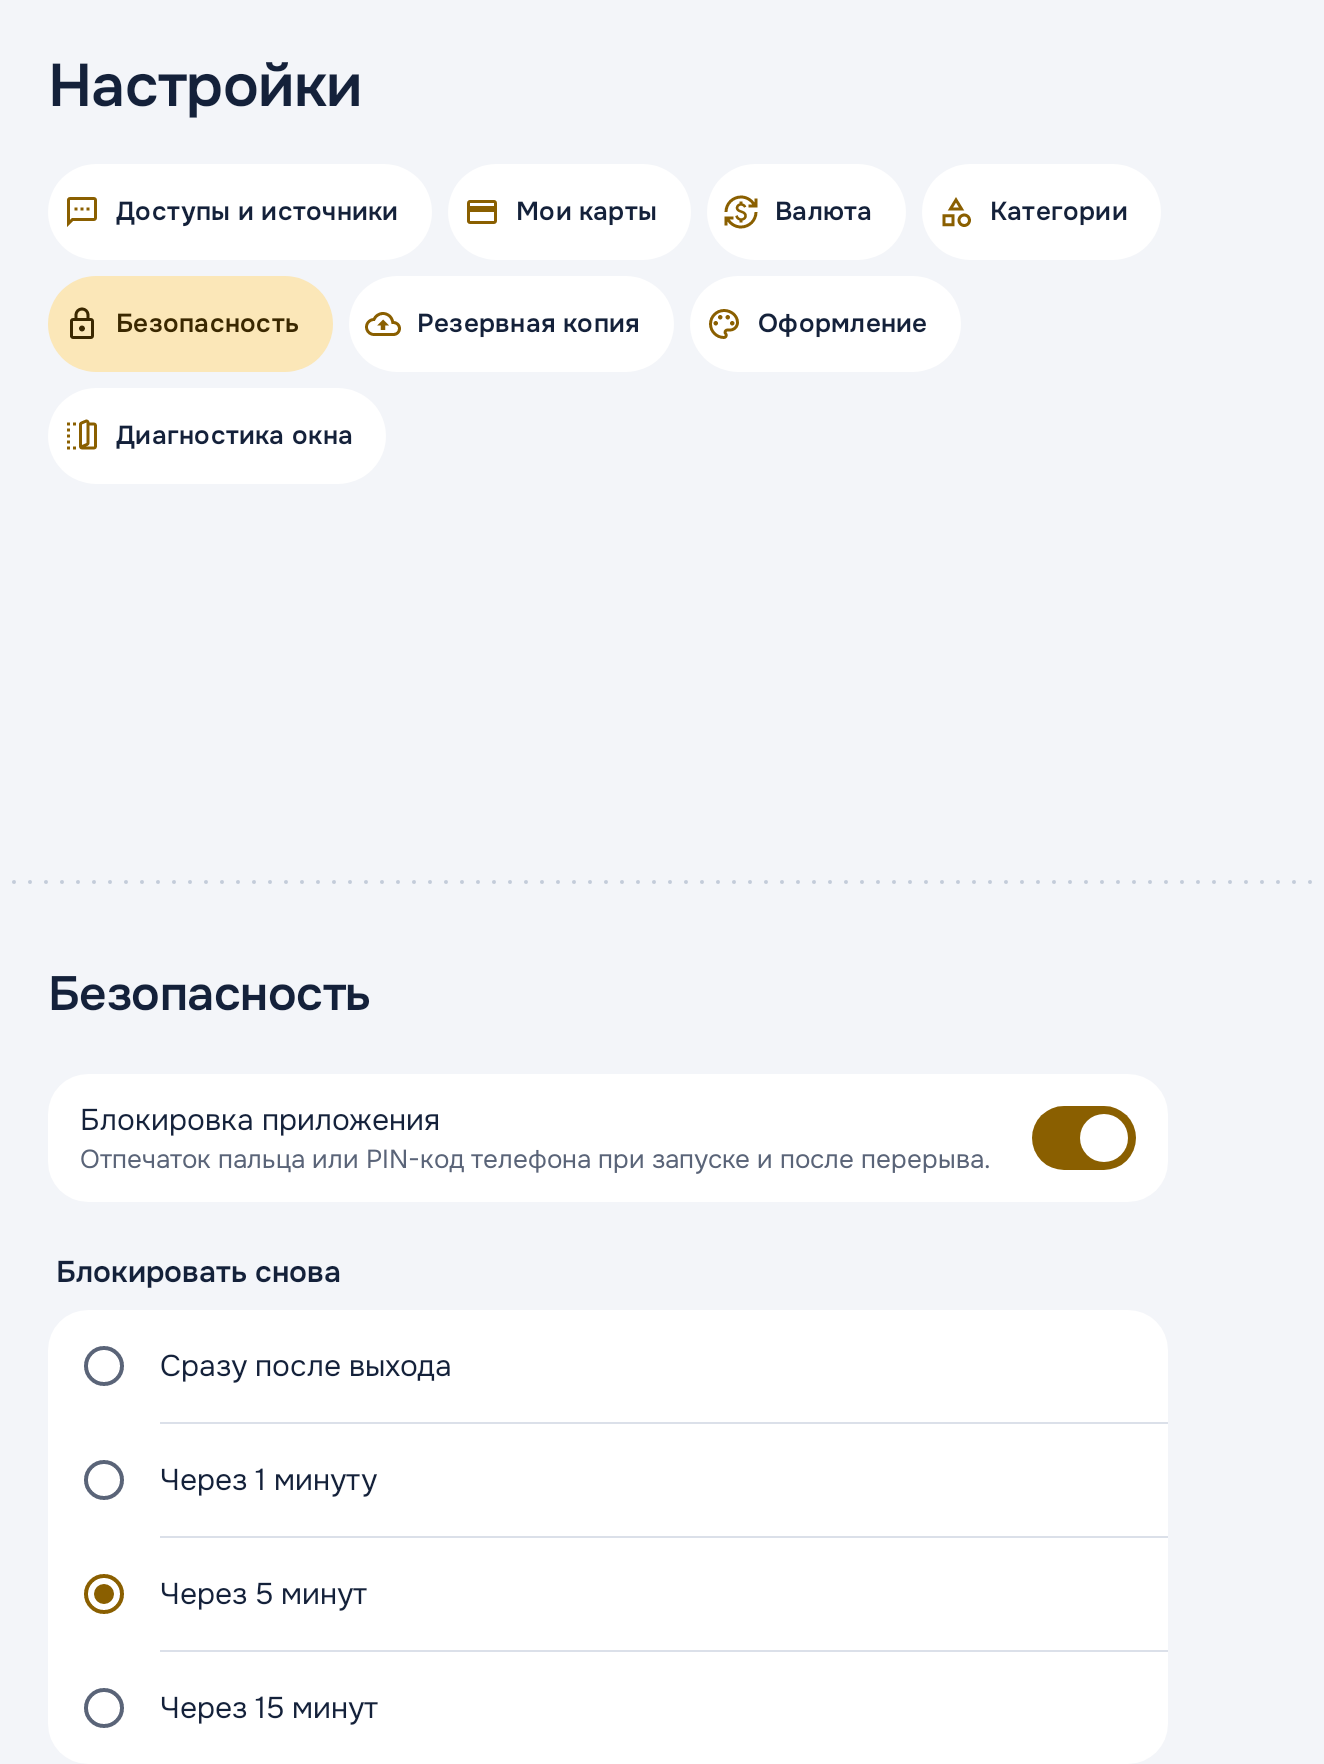 Настройки
Доступы и источники Мои карты Валюта Категории
Безопасность Резервная копия Оформление
Диагностика окна
Безопасность
Блокировка приложения
Отпечаток пальца или PIN-код телефона при запуске и после перерыва.
Блокировать снова
Сразу после выхода
Через 1 минуту
Через 5 минут
Через 15 минут